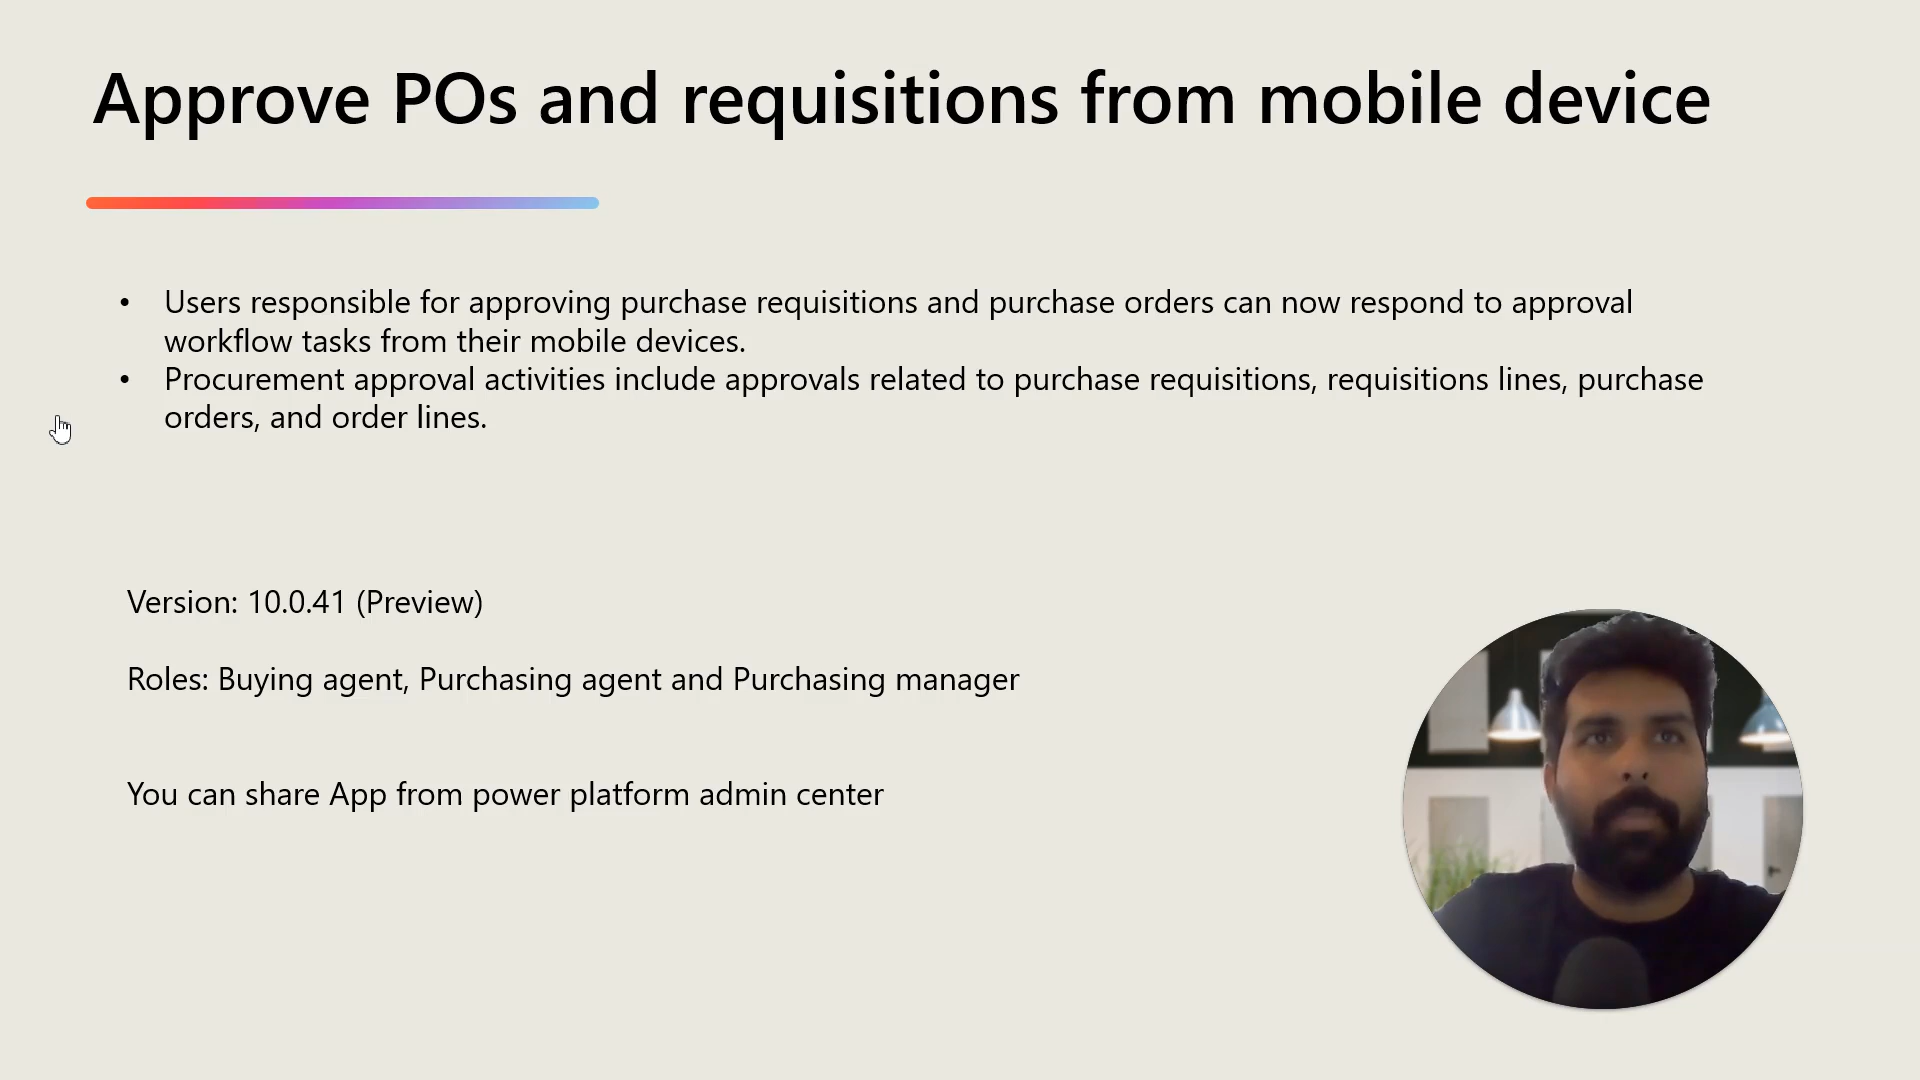 Approve POs and requisitions from mobile device
• Users responsible for approving purchase requisitions and purchase orders can now respond to approval
workflow tasks from their mobile devices.
• Procurement approval activities include approvals related to purchase requisitions, requisitions lines, purchase
orders, and order lines.
Version: 10.0.41 (Preview)
Roles: Buying agent, Purchasing agent and Purchasing manager
You can share App from power platform admin center